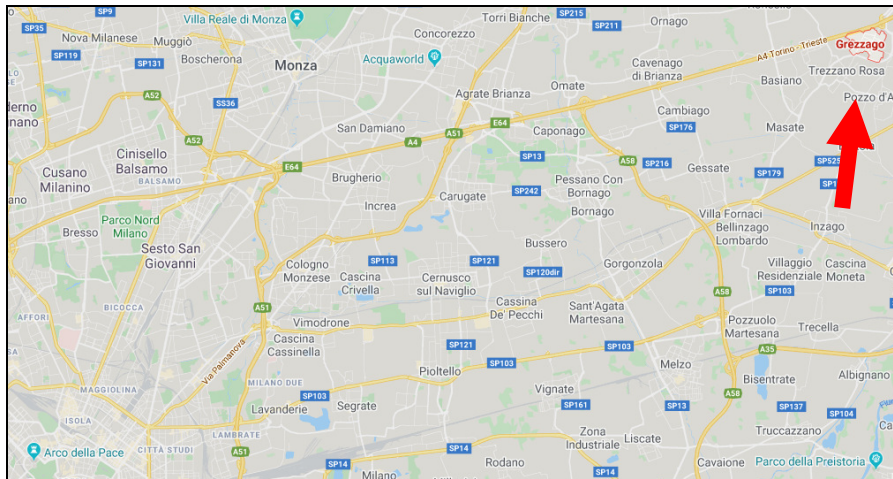 SP9
Villa Reale di Monza
Torri Bianche
SP215
SP35
Nova Milanese
Muggiò
Concorezzo
SP211
Ornago
Grezzago
SP119
SP131
Boscherona
Monza
Acquaworld
A4 Torino - Trieste
Cavenago
di Brianza
Trezzano Rosa
Basiano
A52
SS36
Agrate Brianza
Omate
Pozzo d'A
Cambiago
San Damiano
A4
A51
E64
Caponago
SP176
Masate
A52
Cinisello
Balsamo
BALSAMO
E64
SP13
A58
SP216
Gessate
SP525
Cusano
Milanino
Brugherio
Carugate
SP242
Pessano Con
Bornago
SP179
Increa
Bornago
Villa Fornaci
Bellinzago
Lombardo
Inzago
Parco Nord
Milano
Bresso
Sesto San
Giovanni
Bussero
Cologno
Monzese
SP113
SP121
Cascina
Crivella
Cernusco
sul Naviglio
SP120dir
Gorgonzola
Villaggio
Residenziale
Cascina
Moneta
SP103
A58
BICOCCA
A51
Cassina
De' Pecchi
Sant'Agata
Martesana
AFFORI
Vimodrone
Pozzuolo
Martesana
Trecella
Cascina
Cassinella
SP121
SP103
A35
Via Palmanova
Pioltello
SP103
Melzo
Bisentrate
Albignano
MAGGIOLINA
MILANO DUE
Vignate
A58
SP103
Lavanderie
Segrate
SP161
SP13
SP137
SP104
ISOLA
LAMBRATE
Zona
Industriale
Liscate
Truccazzano
Arco della Pace
CITTÀ STUDI
A51
SP14
SP14
Milano
Rodano
SP14
Cavaione
Parco della Preistoria